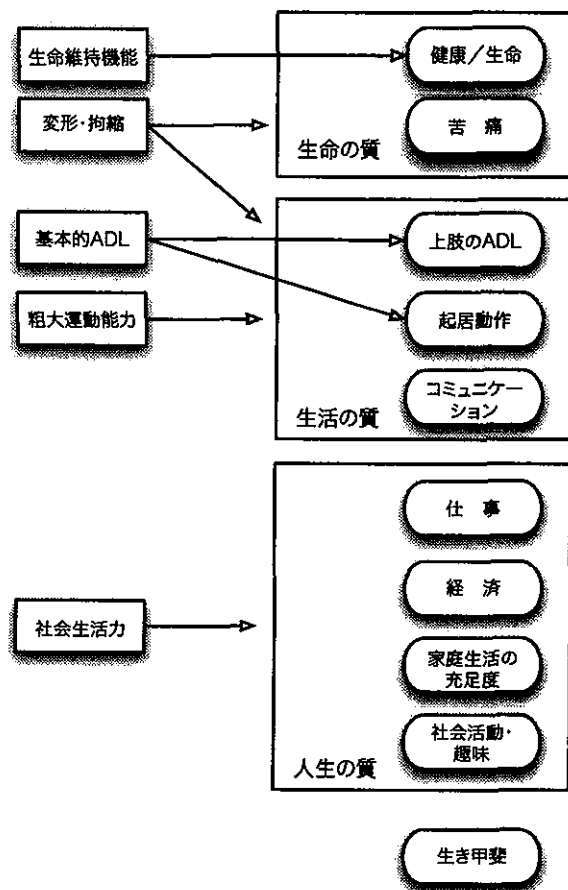 生命維持機能
健康／生命
変形・拘縮
苦　痛
生命の質
基本的ADL
上肢のADL
粗大運動能力
起居動作
コミュニケー
ション
生活の質
仕　事
経　済
社会生活力
家庭生活の
充足度
社会活動・
趣味
人生の質
生き甲斐